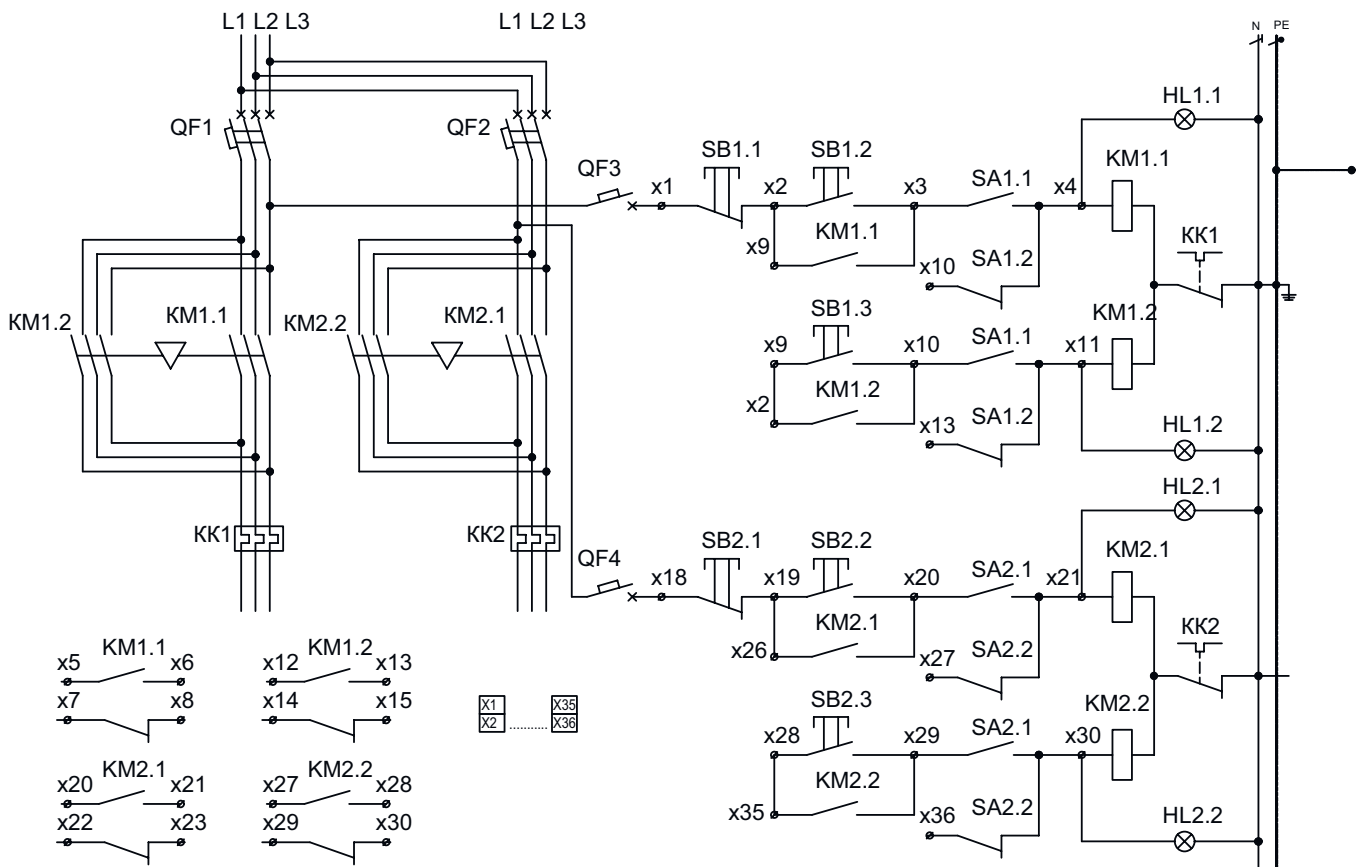 L1 L2 L3
L1 L2 L3
N
PE
HL1.1
QF1
QF2
SB1.1
SB1.2
KM1.1
QF3
x1
x2
x3
SA1.1
x4
KM1.1
x9
x10
SA1.2
KK1
KM1.2
KM1.1
KM2.2
KM2.1
SB1.3
KM1.2
x9
x10
SA1.1
x11
KM1.2
x2
x13
SA1.2
HL1.2
HL2.1
KK1
KK2
QF4
SB2.1
SB2.2
KM2.1
x18
x19
x20
SA2.1
x21
KM2.1
x26
x27
SA2.2
KK2
KM1.1
x5
x6
KM1.2
x12
x13
x7
x8
x14
x15
X1
X35
X2
...........
X36
SB2.3
KM2.2
x28
x29
SA2.1
x30
KM2.1
x20
x21
KM2.2
x27
x28
KM2.2
x35
x36
SA2.2
HL2.2
x22
x23
x29
x30